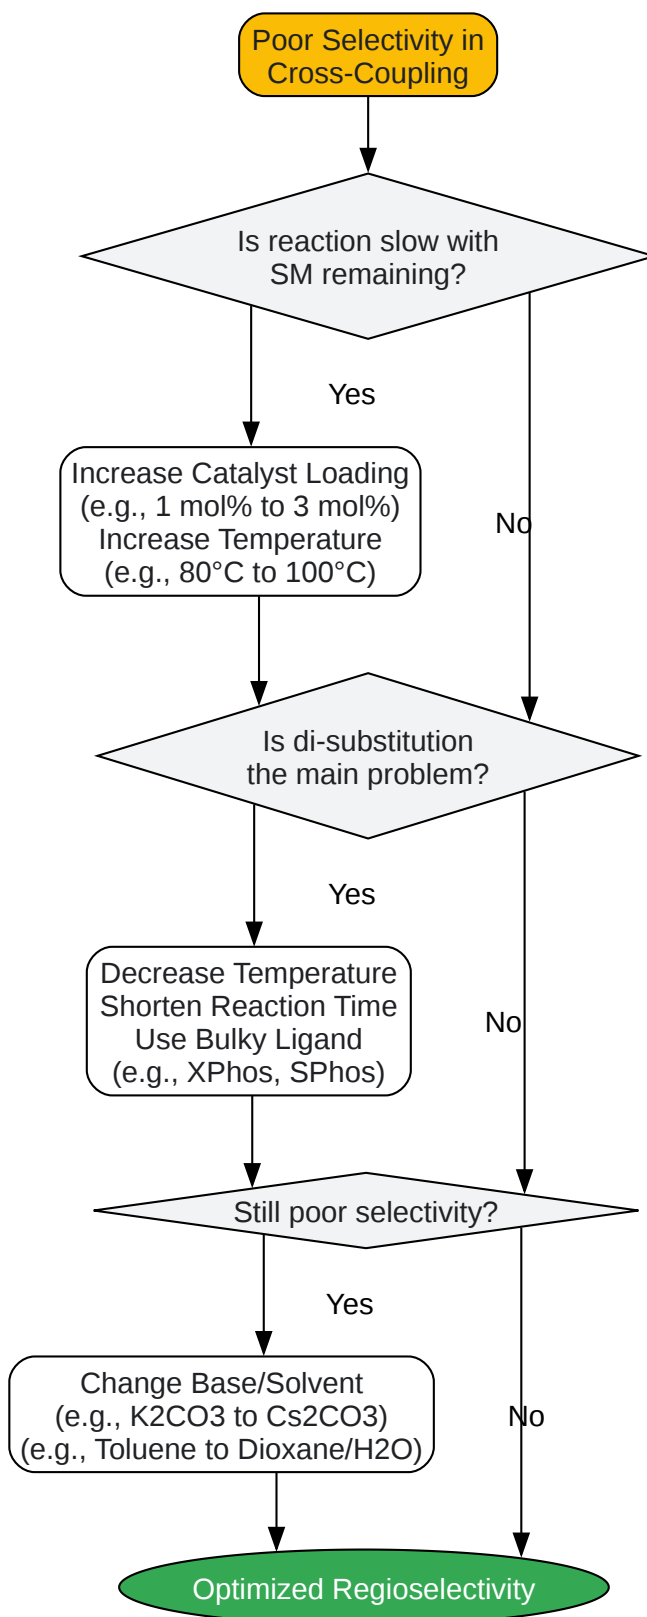 Poor Selectivity in
Cross-Coupling
Is reaction slow with
SM remaining?
Yes
Increase Catalyst Loading
(e.g., 1 mol% to 3 mol%)
Increase Temperature
(e.g., 80°C to 100°C)
No
Is di-substitution
the main problem?
Yes
Decrease Temperature
Shorten Reaction Time
Use Bulky Ligand
(e.g., XPhos, SPhos)
No
Still poor selectivity?
Yes
Change Base/Solvent
(e.g., K2CO3 to Cs2CO3)
(e.g., Toluene to Dioxane/H2O)
No
Optimized Regioselectivity